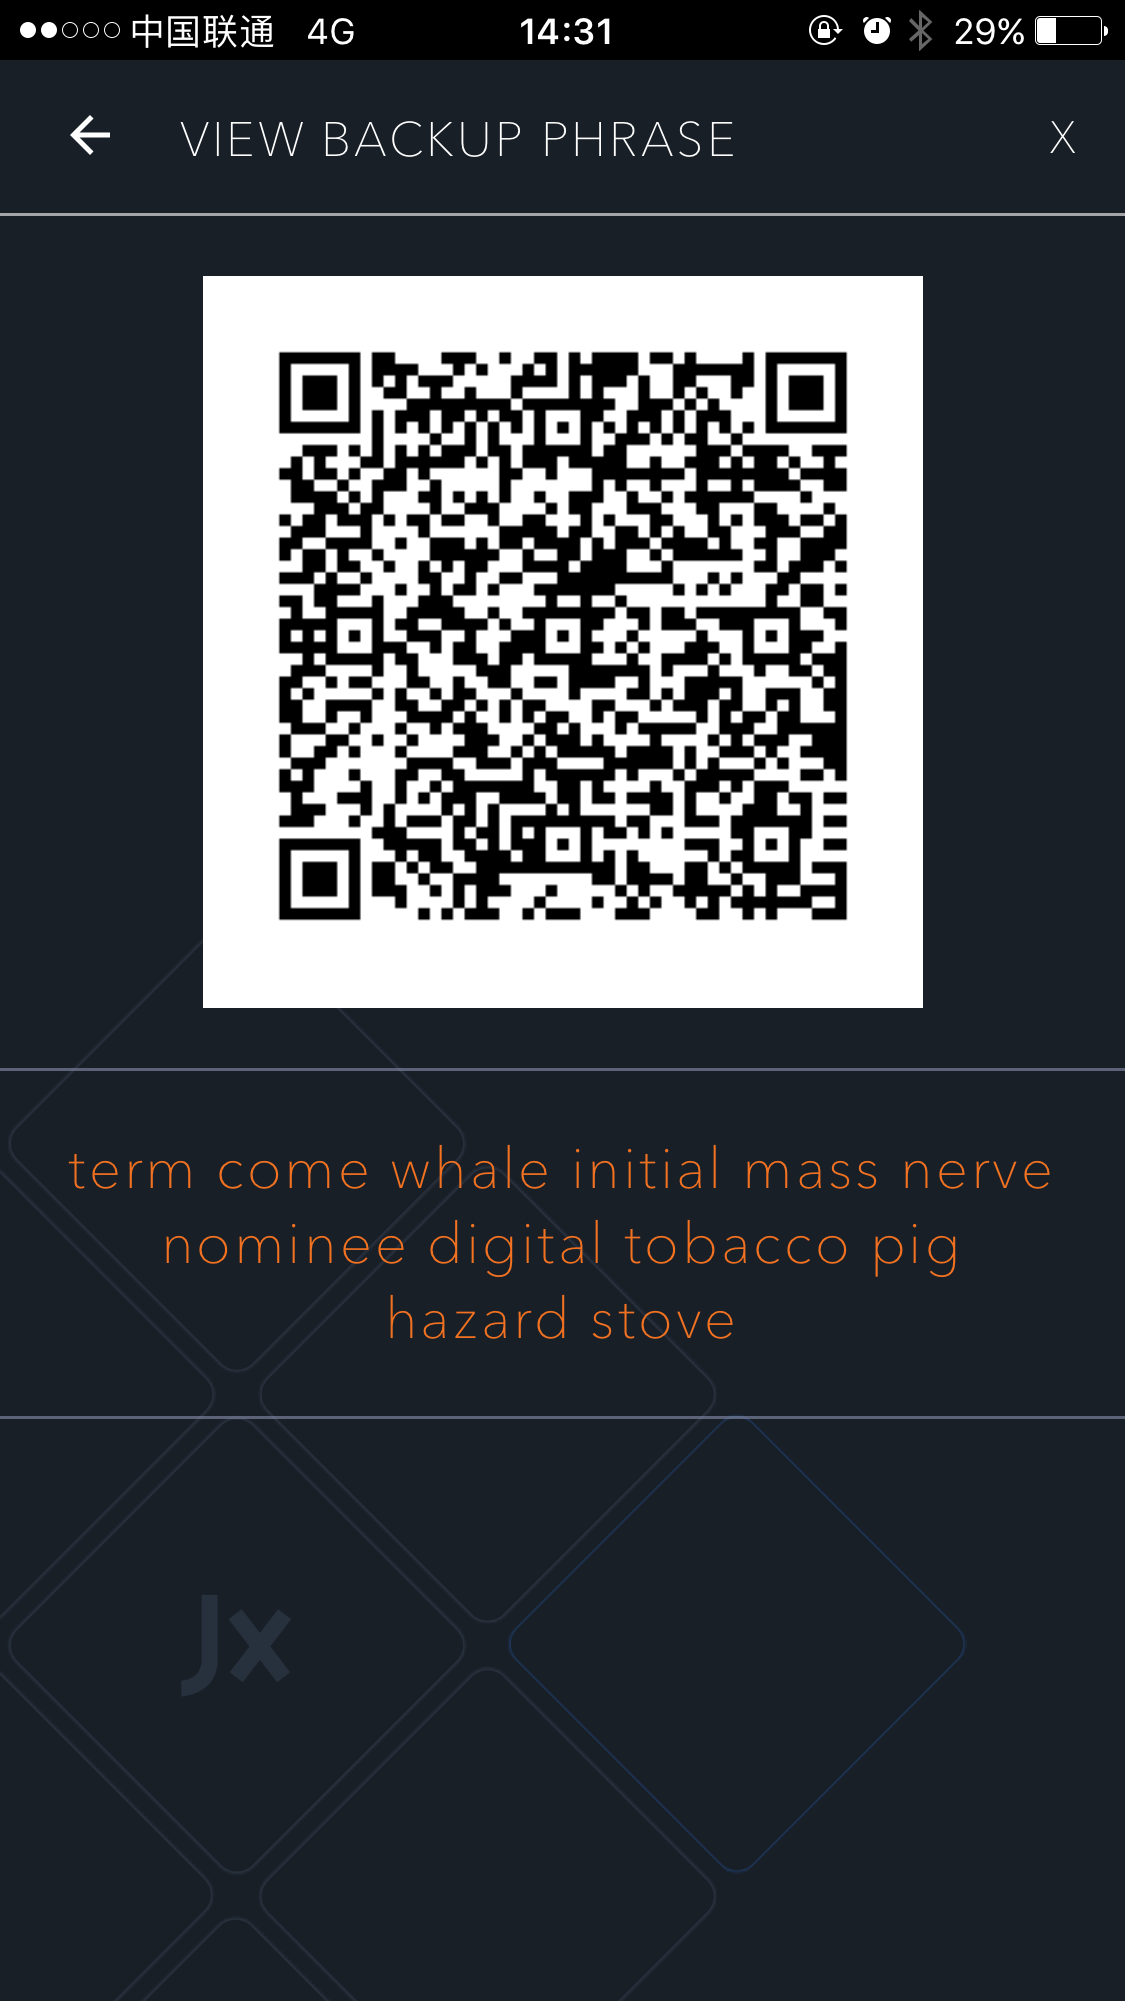 中国联通 4G 14:31 29%
VIEW BACKUP PHRASE X
term come whale initial mass nerve
nominee digital tobacco pig
hazard stove
Jx